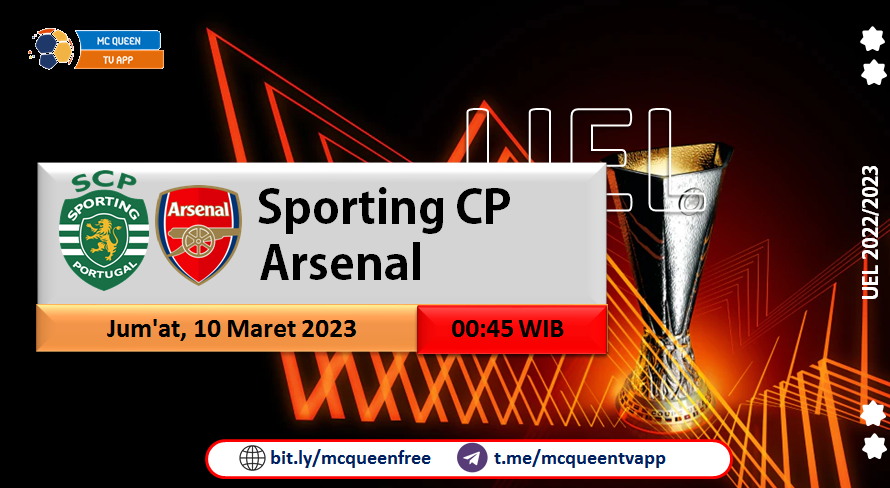 MC QUEEN
TV APP
UEL
SCP
SPORTING
PORTUGAL
Arsenal
Sporting CP
Arsenal
Jum'at, 10 Maret 2023
00:45 WIB
UEL 2022/2023
bit.ly/mcqueenfree
t.me/mcqueentvapp